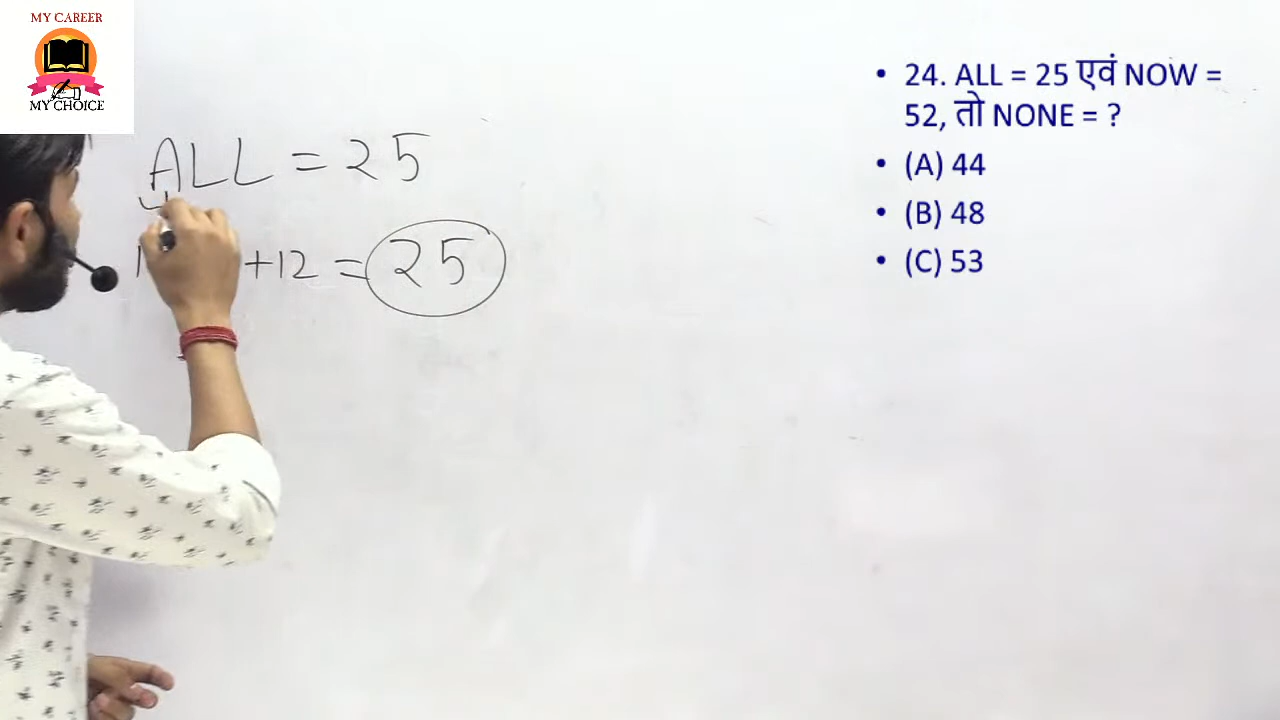 MY CAREER
MY CHOICE
ALL = 25
+12 = 25
• 24. ALL = 25 एवं NOW =
52, तो NONE = ?
• (A) 44
• (B) 48
• (C) 53